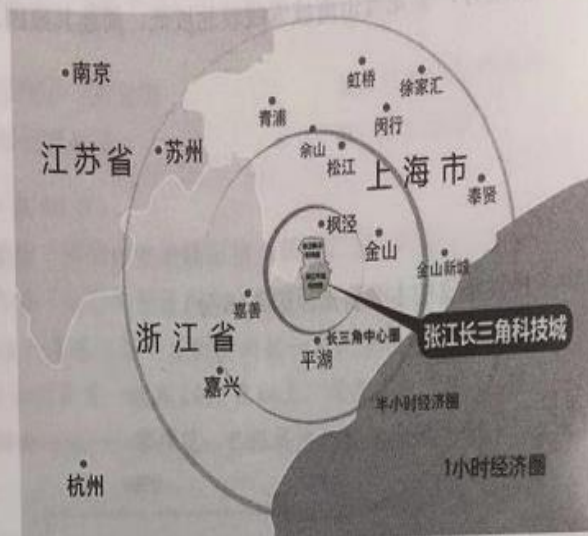 南京
虹桥
徐家汇
青浦
闵行
佘山
苏州
江苏省
松江
上海市
奉贤
枫泾
金山
金山新城
嘉善
浙江省
长三角中心圈
张江长三角科技城
平湖
嘉兴
半小时经济圈
1小时经济圈
杭州